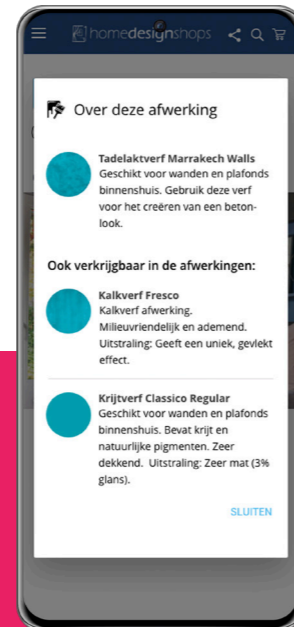 homedesignshops
Over deze afwerking
Tadelaktverf Marrakech Walls
Geschikt voor wanden en plafonds
binnenshuis. Gebruik deze verf
voor het creëren van een beton-
look.
Ook verkrijgbaar in de afwerkingen:
Kalkverf Fresco
Kalkverf afwerking.
Milieuvriendelijk en ademend.
Uitstraling: Geeft een uniek, gevlekt
effect.
Krijtverf Classico Regular
Geschikt voor wanden en plafonds
binnenshuis. Bevat krijt en
natuurlijke pigmenten. Zeer
dekkend. Uitstraling: Zeer mat (3%
glans).
SLUITEN